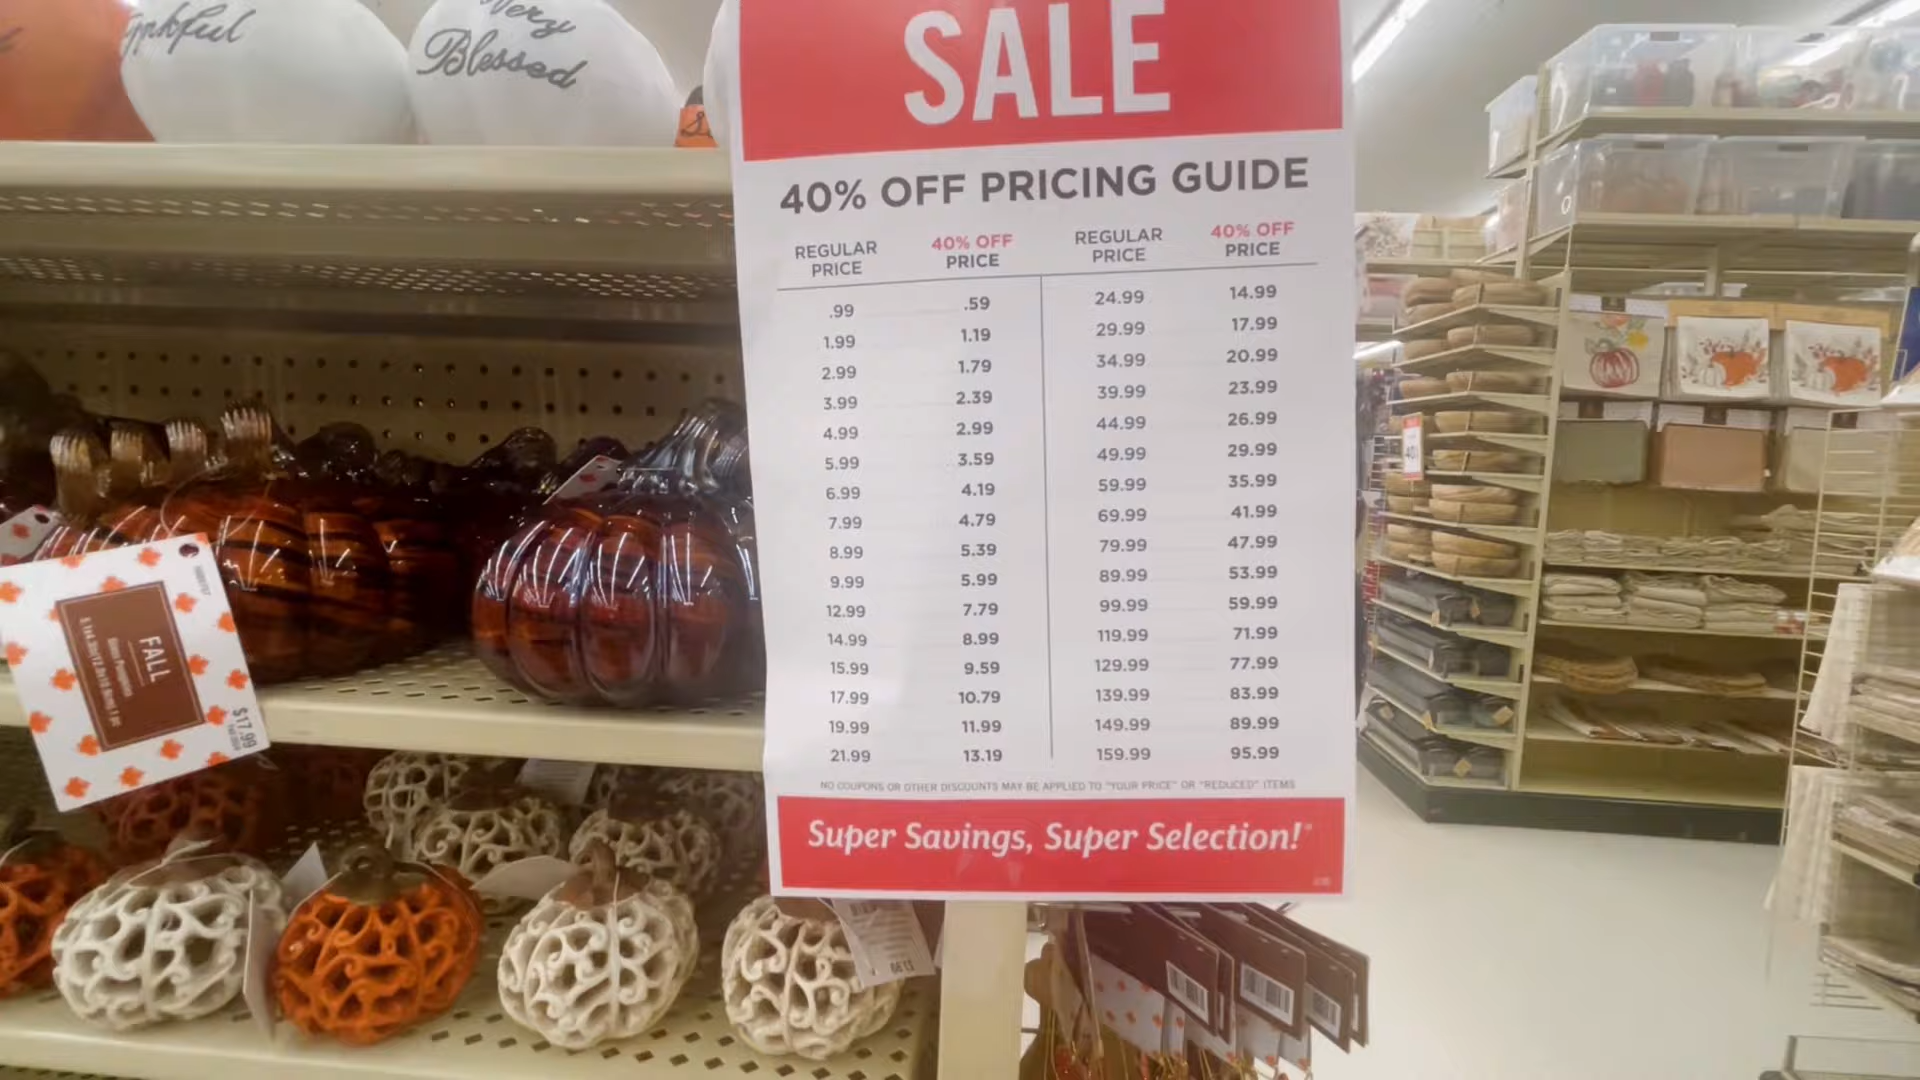 Very
Blessed
SALE
40% OFF PRICING GUIDE
REGULAR PRICE 40% OFF PRICE REGULAR PRICE 40% OFF PRICE
.99 .59 24.99 14.99
1.99 1.19 29.99 17.99
2.99 1.79 34.99 20.99
3.99 2.39 39.99 23.99
4.99 2.99 44.99 26.99
5.99 3.59 49.99 29.99
6.99 4.19 59.99 35.99
7.99 4.79 69.99 41.99
8.99 5.39 79.99 47.99
9.99 5.99 89.99 53.99
12.99 7.79 99.99 59.99
14.99 8.99 119.99 71.99
15.99 9.59 129.99 77.99
17.99 10.79 139.99 83.99
19.99 11.99 149.99 89.99
21.99 13.19 159.99 95.99
NO COUPONS OR OTHER DISCOUNTS MAY BE APPLIED TO "YOUR PRICE" OR "REDUCED" ITEMS
Super Savings, Super Selection!
FALL
$17.99